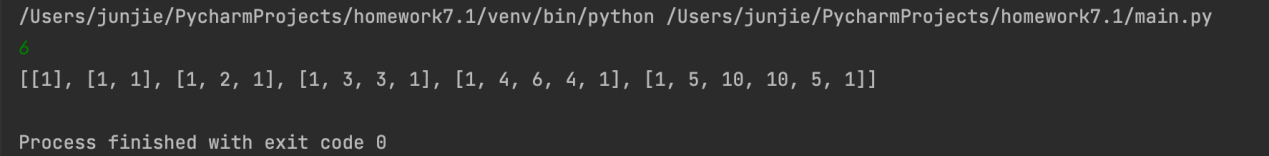 /Users/junjie/PycharmProjects/homework7.1/venv/bin/python /Users/junjie/PycharmProjects/homework7.1/main.py
6
[[1], [1, 1], [1, 2, 1], [1, 3, 3, 1], [1, 4, 6, 4, 1], [1, 5, 10, 10, 5, 1]]
Process finished with exit code 0